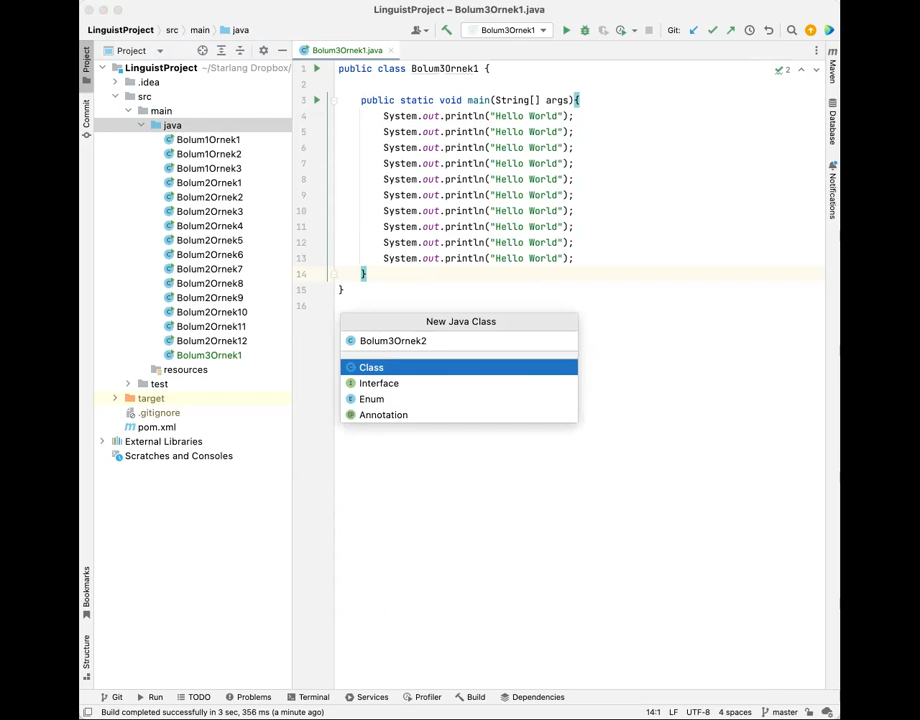 LinguistProject – Bolum3Ornek1.java
LinguistProject src main java
Bolum3Ornek1
Git:
Project
Bolum3Ornek1.java
LinguistProject ~/Starlang Dropbox/
.idea
src
main
java
Bolum1Ornek1
Bolum1Ornek2
Bolum1Ornek3
Bolum2Ornek1
Bolum2Ornek2
Bolum2Ornek3
Bolum2Ornek4
Bolum2Ornek5
Bolum2Ornek6
Bolum2Ornek7
Bolum2Ornek8
Bolum2Ornek9
Bolum2Ornek10
Bolum2Ornek11
Bolum2Ornek12
Bolum3Ornek1
resources
test
target
.gitignore
pom.xml
External Libraries
Scratches and Consoles
1 public class Bolum3Ornek1 {
2
3 public static void main(String[] args){
4 System.out.println("Hello World");
5 System.out.println("Hello World");
6 System.out.println("Hello World");
7 System.out.println("Hello World");
8 System.out.println("Hello World");
9 System.out.println("Hello World");
10 System.out.println("Hello World");
11 System.out.println("Hello World");
12 System.out.println("Hello World");
13 System.out.println("Hello World");
14 }
15 }
16
2
New Java Class
Bolum3Ornek2
Class
Interface
Enum
Annotation
Project
Commit
Bookmarks
Structure
Maven
Database
Notifications
Git Run TODO Problems Terminal Services Profiler Build Dependencies
Build completed successfully in 3 sec, 356 ms (a minute ago)
14:1 LF UTF-8 4 spaces master